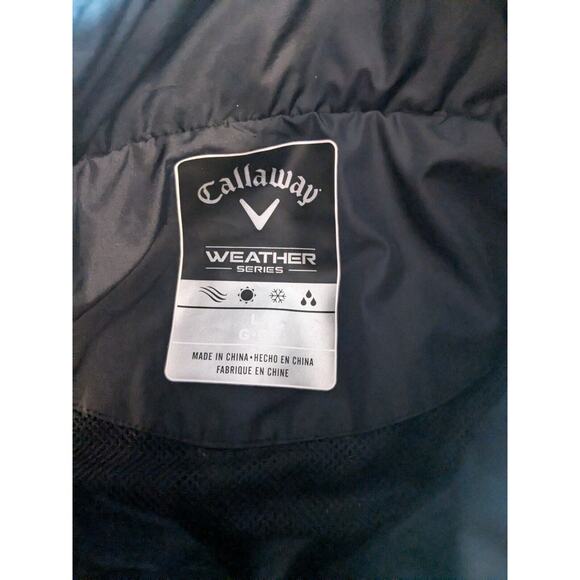 Callaway
WEATHER
SERIES
L
G•G
MADE IN CHINA•HECHO EN CHINA
FABRIQUE EN CHINE